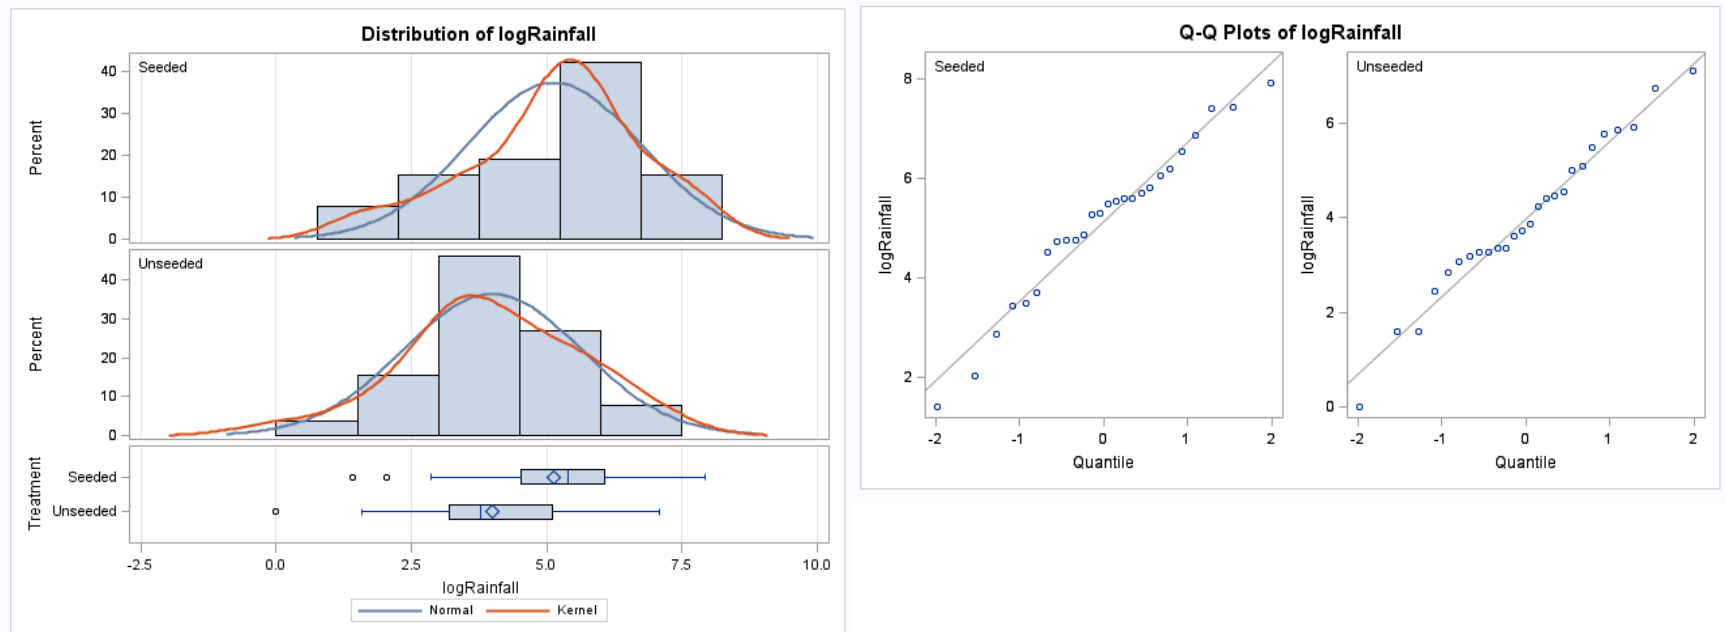 Distribution of logRainfall
Seeded
40
30
20
10
0
Percent
Unseeded
40
30
20
10
0
Percent
Treatment
Seeded
Unseeded
-2.5 0.0 2.5 5.0 7.5 10.0
logRainfall
Normal Kernel
Q-Q Plots of logRainfall
Seeded
8
6
4
2
logRainfall
-2 -1 0 1 2
Quantile
Unseeded
6
4
2
0
logRainfall
-2 -1 0 1 2
Quantile